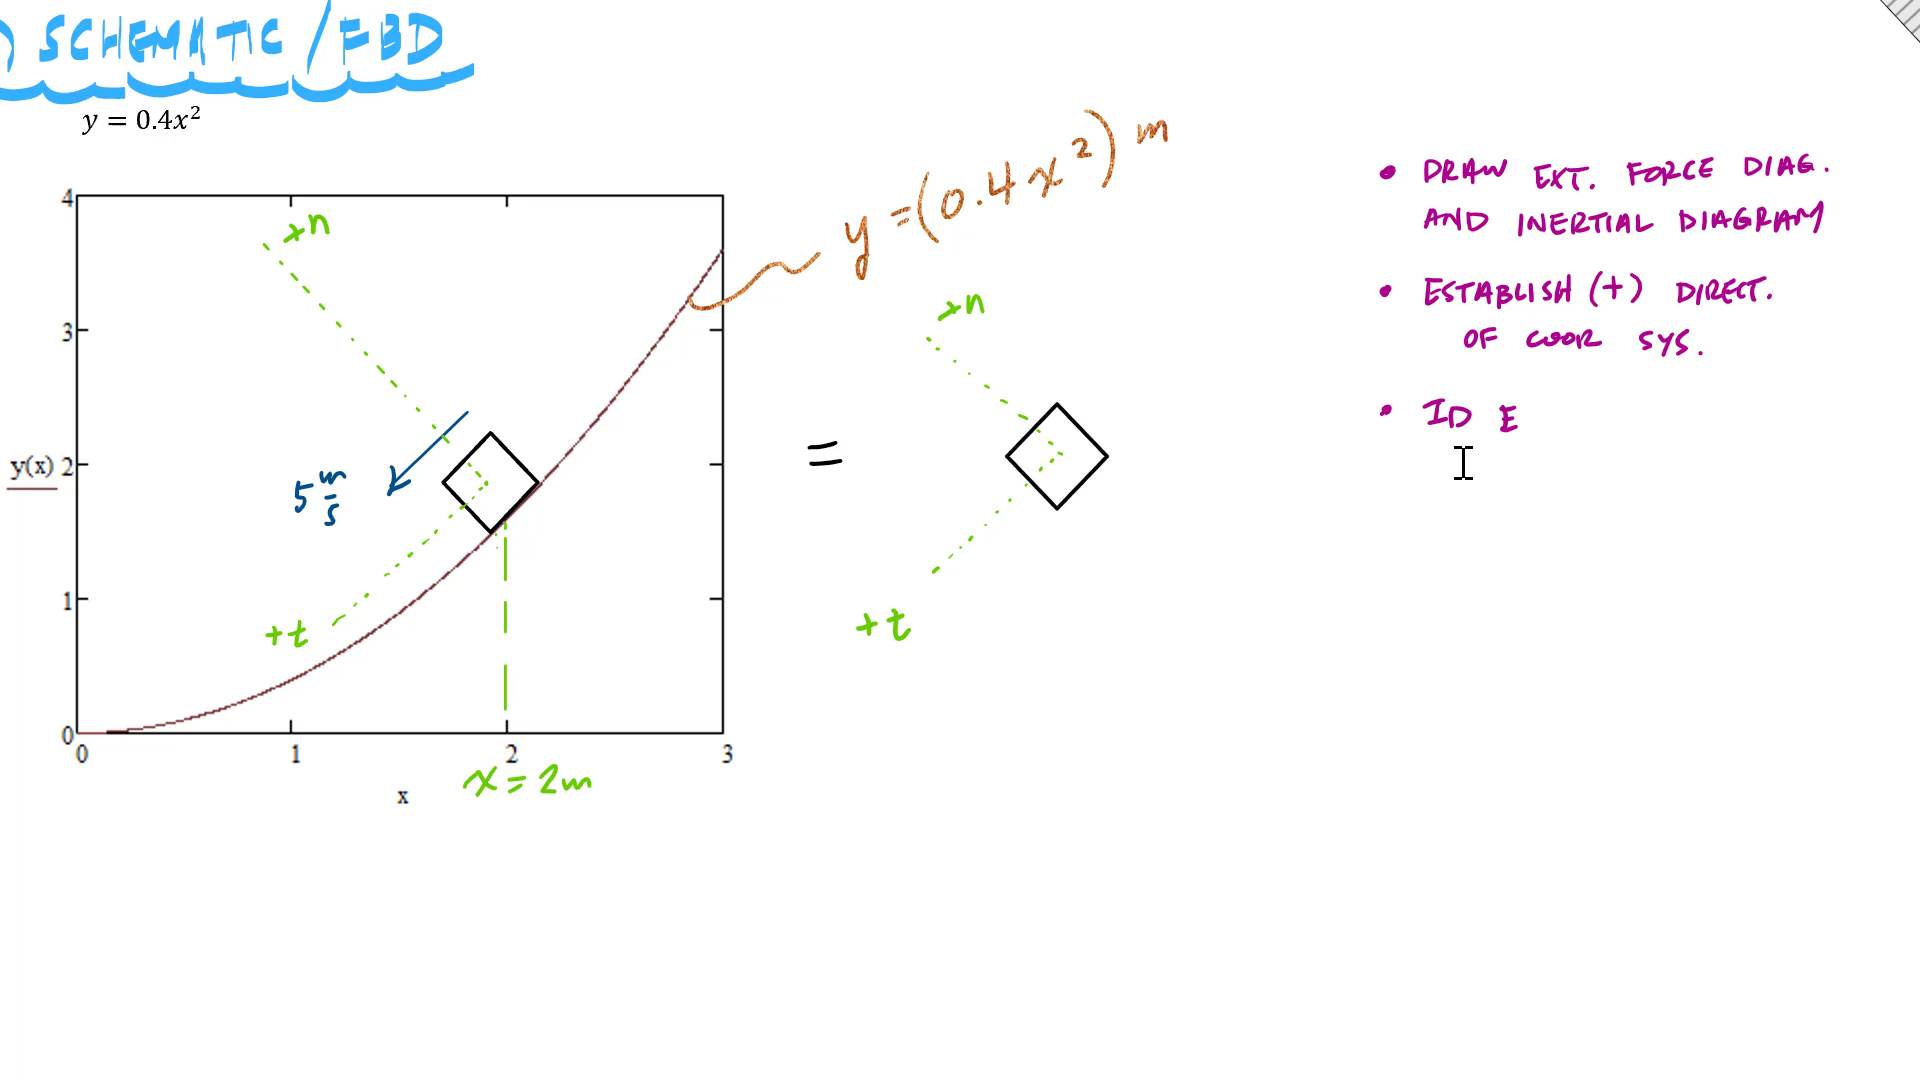 ) SCHEMATIC / FBD
y = 0.4x²
y = (0.4x²) m
+n
5 m/s
+t
x = 2m
4
3
y(x) 2
1
0
0 1 2 3
x
=
+n
+t
• DRAW EXT. FORCE DIAG.
AND INERTIAL DIAGRAM
• ESTABLISH (+) DIRECT.
OF COOR SYS.
• ID E